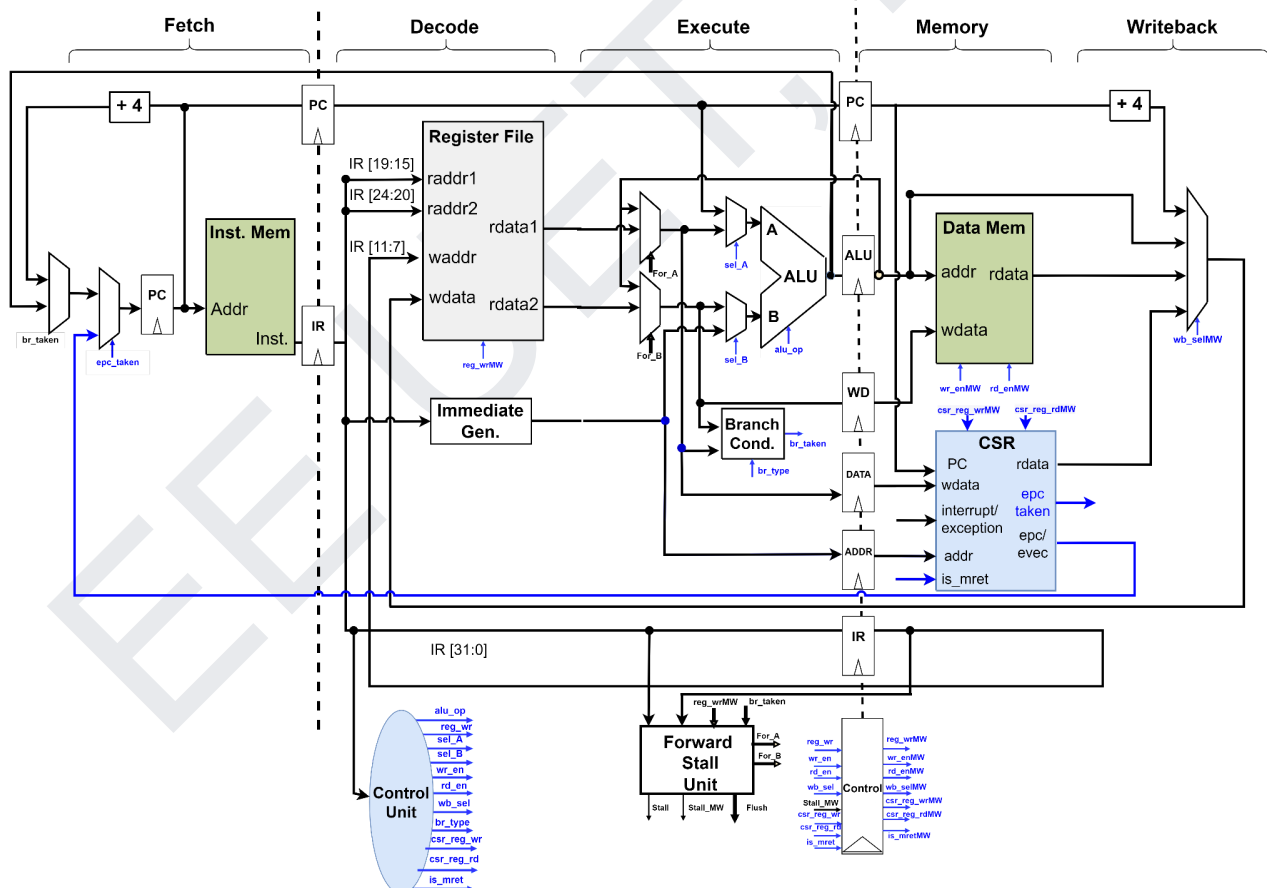 Fetch
Decode
Execute
Memory
Writeback
+ 4
PC
PC
+ 4
Register File
IR [19:15]
raddr1
IR [24:20]
raddr2
rdata1
IR [11:7]
waddr
wdata
rdata2
reg_wrMW
Inst. Mem
Addr
Inst.
PC
IR
br_taken
epc_taken
For_A
For_B
sel_A
sel_B
A
ALU
B
alu_op
ALU
Data Mem
addr
rdata
wdata
wr_enMW
rd_enMW
wb_selMW
WD
Immediate
Gen.
Branch
Cond.
br_taken
br_type
csr_reg_wrMW
csr_reg_rdMW
CSR
PC
rdata
wdata
epc
taken
interrupt/
exception
epc/
evec
addr
is_mret
DATA
ADDR
IR
IR [31:0]
Control
Unit
alu_op
reg_wr
sel_A
sel_B
wr_en
rd_en
wb_sel
br_type
csr_reg_wr
csr_reg_rd
is_mret
reg_wrMW
br_taken
Forward
Stall
Unit
For_A
For_B
Stall
Stall_MW
Flush
reg_wr
wr_en
rd_en
wb_sel
Stall_MW
csr_reg_wr
csr_reg_rd
is_mret
Control
reg_wrMW
wr_enMW
rd_enMW
wb_selMW
csr_reg_wrMW
csr_reg_rdMW
is_mretMW